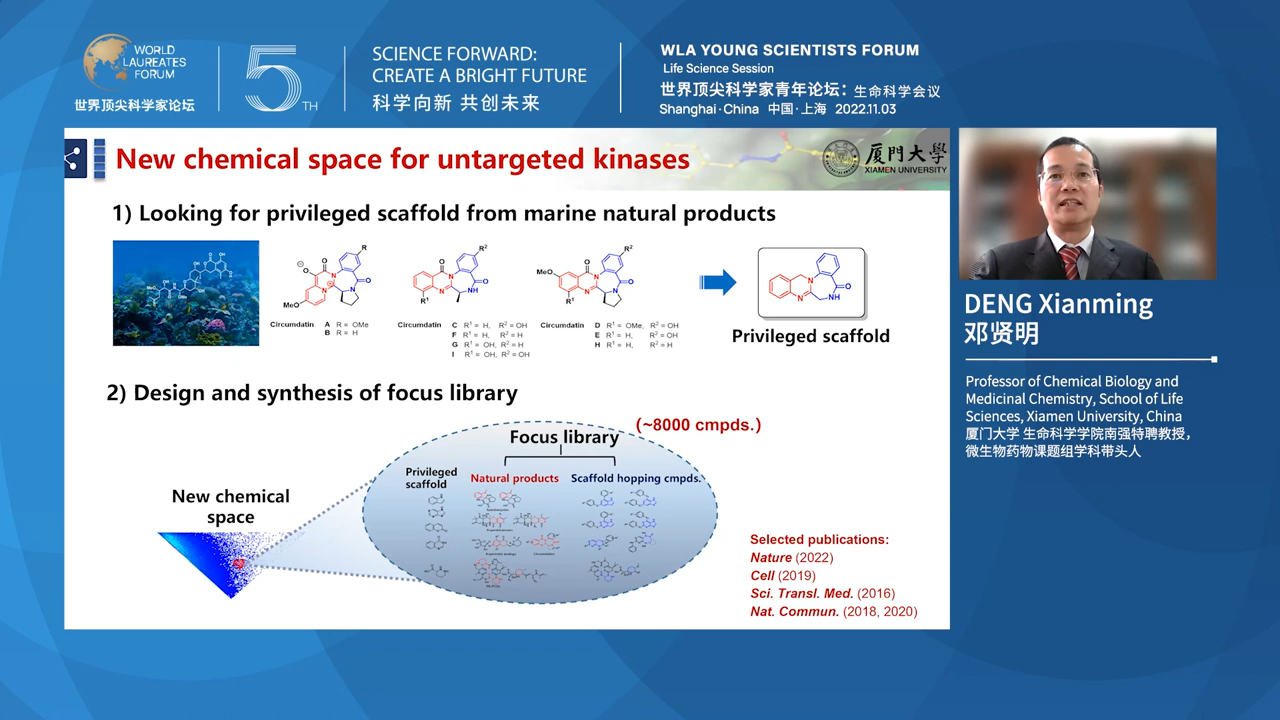 WORLD
LAUREATES
FORUM
世界顶尖科学家论坛
5TH
SCIENCE FORWARD:
CREATE A BRIGHT FUTURE
科学向新 共创未来
WLA YOUNG SCIENTISTS FORUM
Life Science Session
世界顶尖科学家青年论坛：生命科学会议
Shanghai·China 中国·上海 2022.11.03
New chemical space for untargeted kinases
厦門大學
XIAMEN UNIVERSITY
1) Looking for privileged scaffold from marine natural products
Circumdatin A R = OMe
B R = H
Circumdatin C R1 = H, R2 = OH
F R1 = H, R2 = H
G R1 = OH, R2 = H
I R1 = OH, R2 = OH
Circumdatin D R1 = OMe, R2 = OH
E R1 = H, R2 = OH
H R1 = H, R2 = H
Privileged scaffold
2) Design and synthesis of focus library
(~8000 cmpds.)
Focus library
Privileged
scaffold
Natural products
Scaffold hopping cmpds.
New chemical
space
Selected publications:
Nature (2022)
Cell (2019)
Sci. Transl. Med. (2016)
Nat. Commun. (2018, 2020)
DENG Xianming
邓贤明
Professor of Chemical Biology and
Medicinal Chemistry, School of Life
Sciences, Xiamen University, China
厦门大学 生命科学学院南强特聘教授，
微生物药物课题组学科带头人